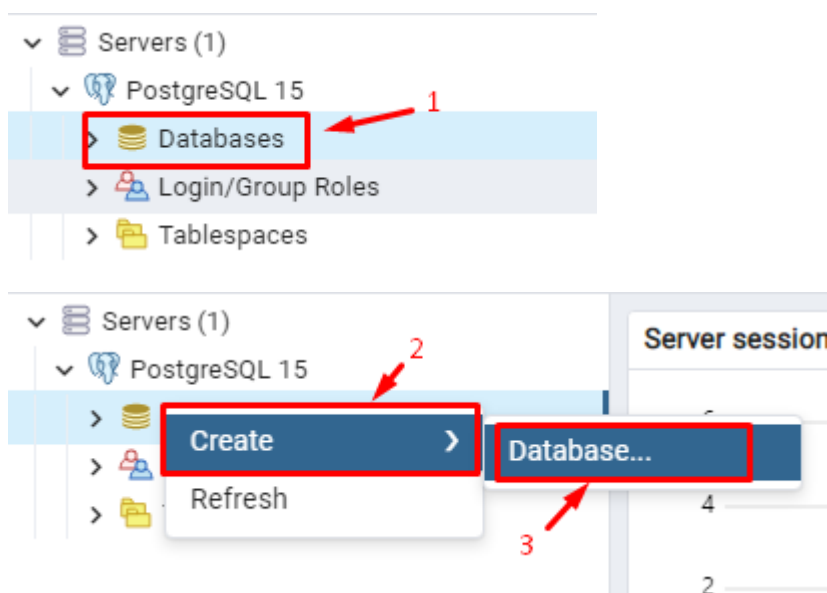 Servers (1)
PostgreSQL 15
1
Databases
Login/Group Roles
Tablespaces
Servers (1)
Server session
2
PostgreSQL 15
Create
Database...
Refresh
4
3
2